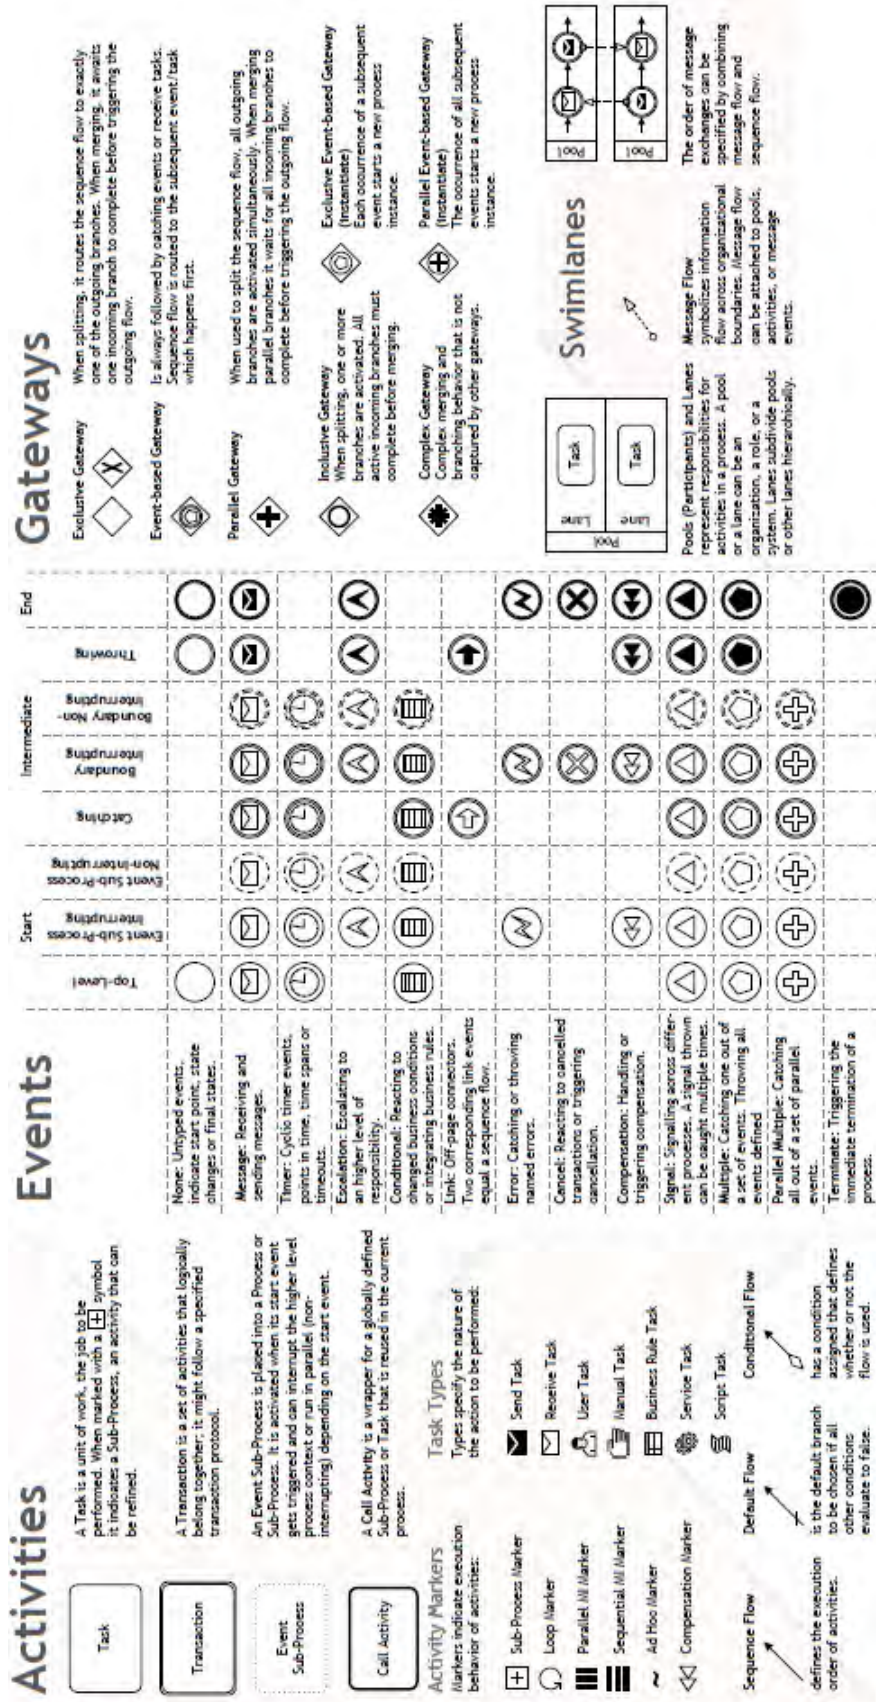 Activities
Task
A Task is a unit of work, the job to be
performed. When marked with a + symbol
it indicates a Sub-Process, an activity that can
be refined.
Transaction
A Transaction is a set of activities that logically
belong together; it might follow a specified
transaction protocol.
Event
Sub-Process
An Event Sub-Process is placed into a Process or
Sub-Process. It is activated when its start event
gets triggered and can interrupt the higher level
process context or run in parallel (non-
interrupting) depending on the start event.
Call Activity
A Call Activity is a wrapper for a globally defined
Sub-Process or Task that is reused in the current
process.
Activity Markers
Markers indicate execution
behavior of activities:
Sub-Process Marker
Loop Marker
Parallel MI Marker
Sequential MI Marker
Ad Hoc Marker
Compensation Marker
Task Types
Types specify the nature of
the action to be performed:
Send Task
Receive Task
User Task
Manual Task
Business Rule Task
Service Task
Script Task
Sequence Flow
defines the execution
order of activities.
Default Flow
is the default branch
to be chosen if all
other conditions
evaluate to false.
Conditional Flow
has a condition
assigned that defines
whether or not the
flow is used.
Events
Start
Intermediate
End
Top-Level
Event Sub-Process
Interrupting
Event Sub-Process
Non-Interrupting
Catching
Boundary
Interrupting
Boundary Non-
Interrupting
Throwing
None: Untyped events,
indicate start point, state
changes or final states.
Message: Receiving and
sending messages.
Timer: Cyclic timer events,
points in time, time spans or
timeouts.
Escalation: Escalating to
an higher level of
responsibility.
Conditional: Reacting to
changed business conditions
or integrating business rules.
Link: Off-page connectors.
Two corresponding link events
equal a sequence flow.
Error: Catching or throwing
named errors.
Cancel: Reacting to cancelled
transactions or triggering
cancellation.
Compensation: Handling or
triggering compensation.
Signal: Signalling across differ-
ent processes. A signal thrown
can be caught multiple times.
Multiple: Catching one out of
a set of events. Throwing all
events defined
Parallel Multiple: Catching
all out of a set of parallel
events.
Terminate: Triggering the
immediate termination of a
process.
Gateways
Exclusive Gateway
When splitting, it routes the sequence flow to exactly
one of the outgoing branches. When merging, it awaits
one incoming branch to complete before triggering the
outgoing flow.
Event-based Gateway
Is always followed by catching events or receive tasks.
Sequence flow is routed to the subsequent event/task
which happens first.
Parallel Gateway
When used to split the sequence flow, all outgoing
branches are activated simultaneously. When merging
parallel branches it waits for all incoming branches to
complete before triggering the outgoing flow.
Inclusive Gateway
When splitting, one or more
branches are activated. All
active incoming branches must
complete before merging.
Exclusive Event-based Gateway
(Instantiate)
Each occurrence of a subsequent
event starts a new process
instance.
Complex Gateway
Complex merging and
branching behavior that is not
captured by other gateways.
Parallel Event-based Gateway
(Instantiate)
The occurrence of all subsequent
events starts a new process
instance.
Swimlanes
Pool
Lane
Task
Lane
Task
Pools (Participants) and Lanes
represent responsibilities for
activities in a process. A pool
or a lane can be an
organization, a role, or a
system. Lanes subdivide pools
or other lanes hierarchically.
Message Flow
symbolizes information
flow across organizational
boundaries. Message flow
can be attached to pools,
activities, or message
events.
Pool
Pool
The order of message
exchanges can be
specified by combining
message flow and
sequence flow.